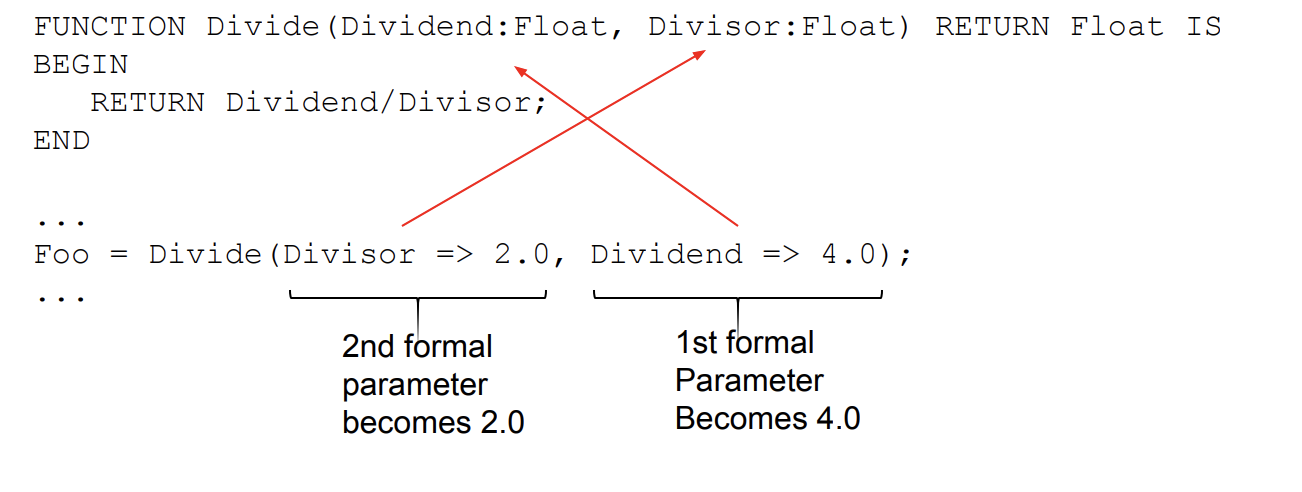 FUNCTION Divide(Dividend:Float, Divisor:Float) RETURN Float IS
BEGIN
   RETURN Dividend/Divisor;
END
...
Foo = Divide(Divisor => 2.0, Dividend => 4.0);
...
2nd formal
parameter
becomes 2.0
1st formal
Parameter
Becomes 4.0